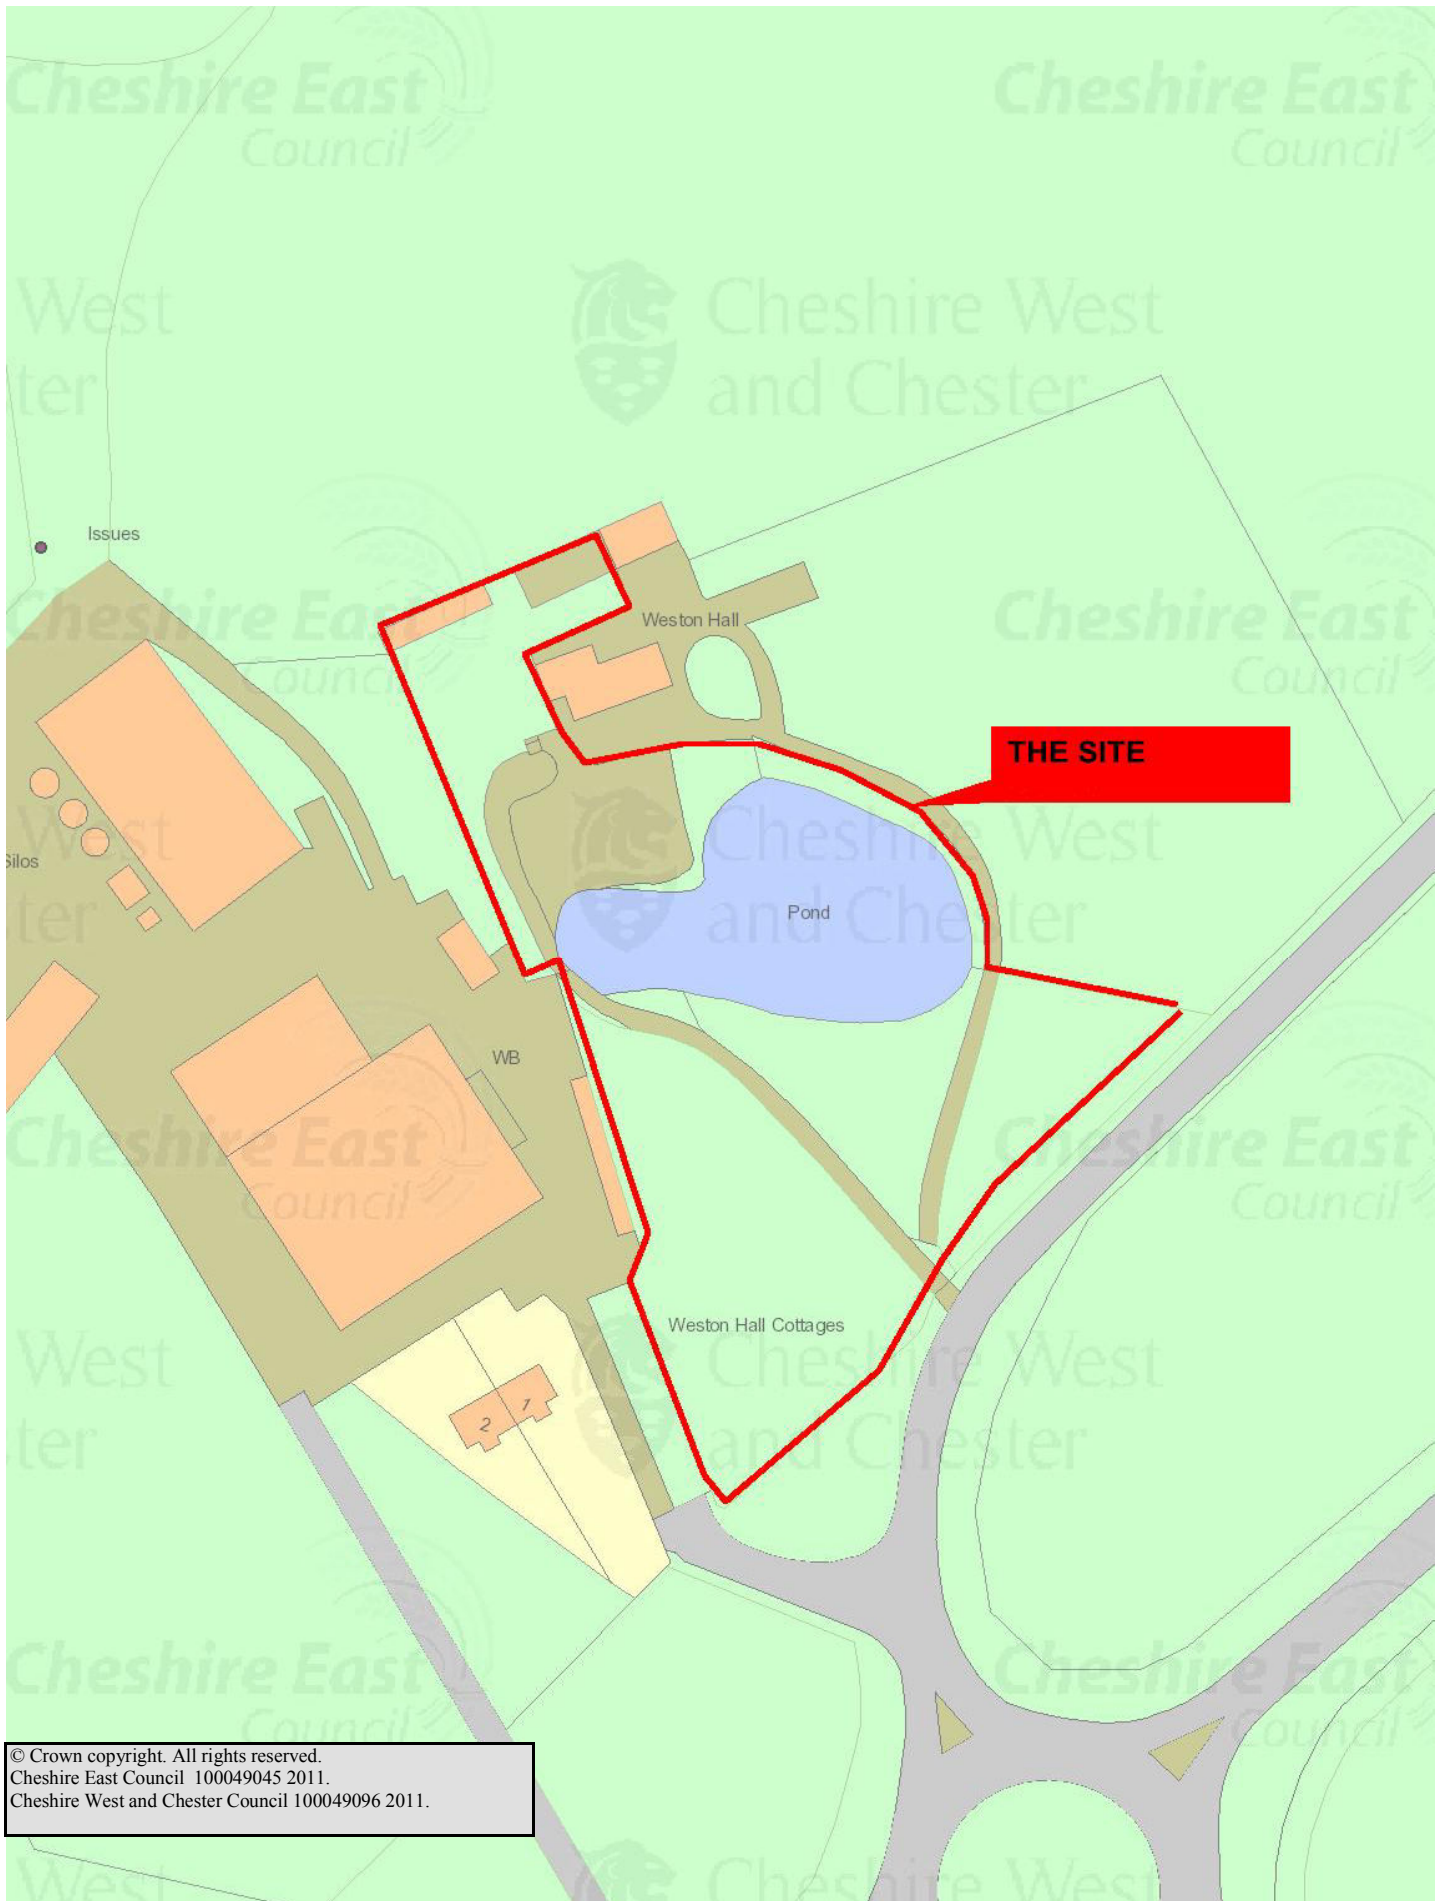 Cheshire East
Council
Cheshire East
Council
West
ter
Cheshire West
and Chester
Issues
Cheshire East
Council
Cheshire East
Council
Weston Hall
THE SITE
West
ter
Silos
Cheshire West
and Chester
Pond
WB
Cheshire East
Council
Cheshire East
Council
Weston Hall Cottages
West
ter
Cheshire West
and Chester
1
2
Cheshire East
Council
Cheshire East
Council
© Crown copyright. All rights reserved.
Cheshire East Council 100049045 2011.
Cheshire West and Chester Council 100049096 2011.
West
Cheshire West